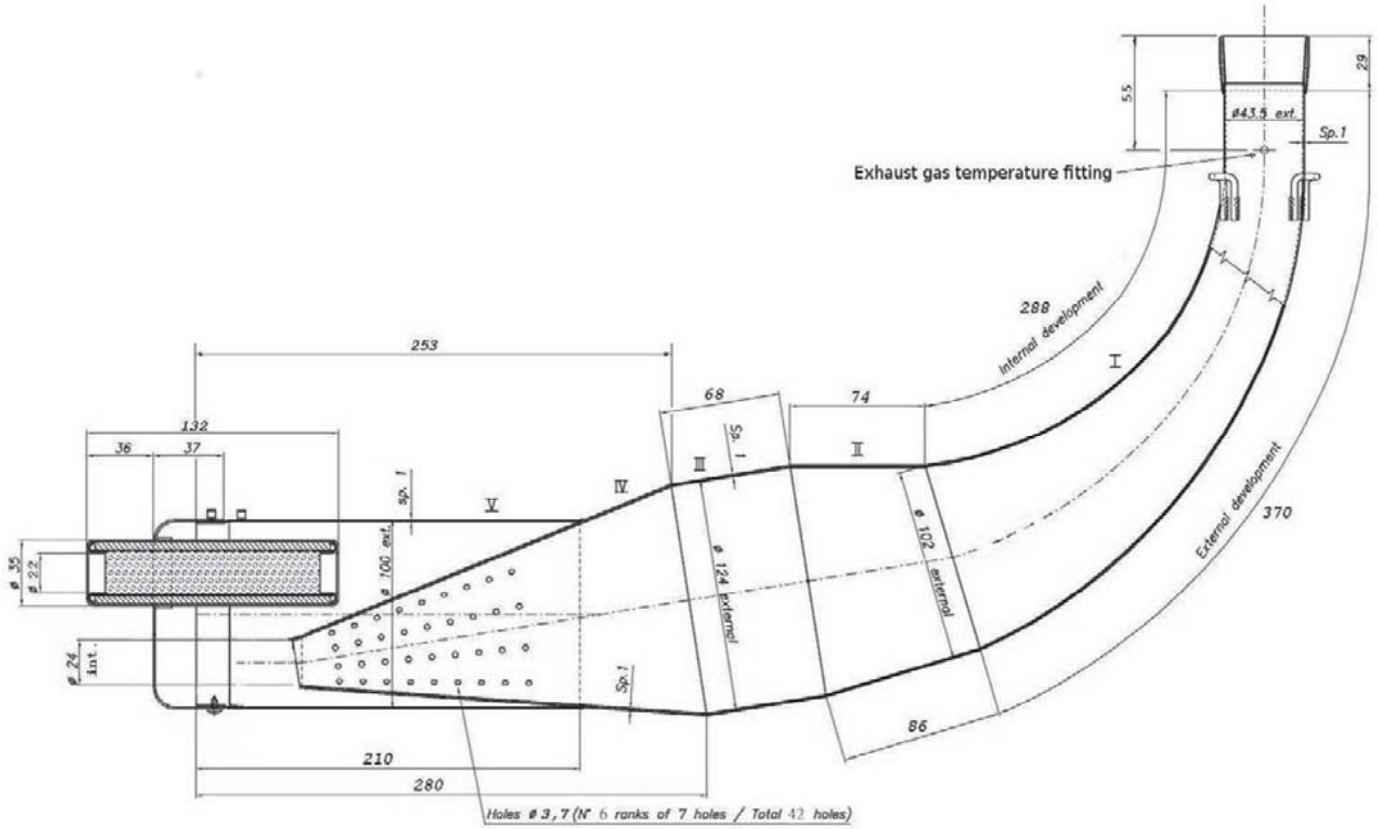 29
55
ø43.5 ext.
Sp.1
Exhaust gas temperature fitting
288
Internal development
I
253
68
74
132
36
37
Sp. 1
III
II
sp.1
IV
V
External development
370
ø 35
ø 22
ø 100 ext.
ø 124 external
ø 102 external
ø 24 int.
Sp.1
86
210
280
Holes ø 3,7(N° 6 ranks of 7 holes / Total 42 holes)